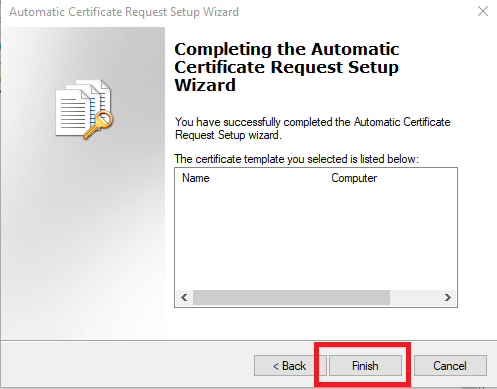 Automatic Certificate Request Setup Wizard
Completing the Automatic
Certificate Request Setup
Wizard
You have successfully completed the Automatic Certificate
Request Setup wizard.
The certificate template you selected is listed below:
Name Computer
< Back Finish Cancel